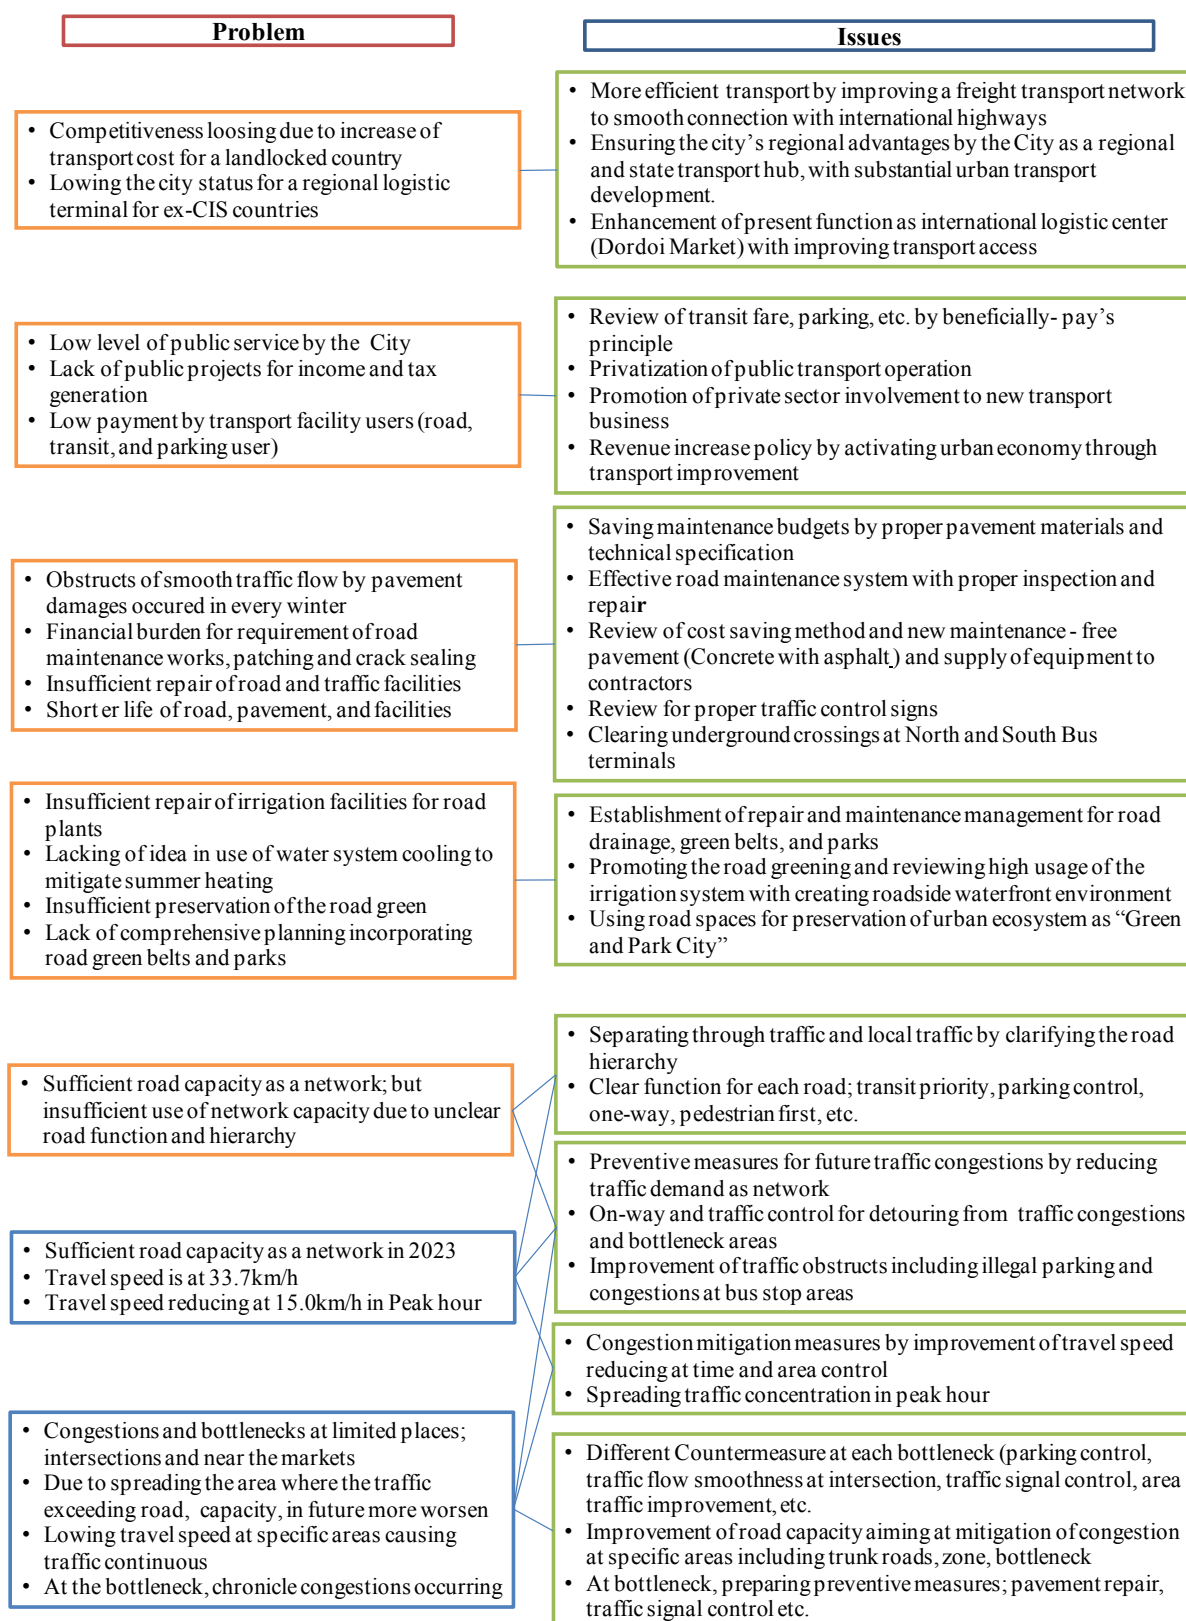 Problem
Issues
• Competitiveness loosing due to increase of
transport cost for a landlocked country
• Lowing the city status for a regional logistic
terminal for ex-CIS countries
• More efficient transport by improving a freight transport network
to smooth connection with international highways
• Ensuring the city's regional advantages by the City as a regional
and state transport hub, with substantial urban transport
development.
• Enhancement of present function as international logistic center
(Dordoi Market) with improving transport access
• Low level of public service by the City
• Lack of public projects for income and tax
generation
• Low payment by transport facility users (road,
transit, and parking user)
• Review of transit fare, parking, etc. by beneficially- pay's
principle
• Privatization of public transport operation
• Promotion of private sector involvement to new transport
business
• Revenue increase policy by activating urban economy through
transport improvement
• Obstructs of smooth traffic flow by pavement
damages occured in every winter
• Financial burden for requirement of road
maintenance works, patching and crack sealing
• Insufficient repair of road and traffic facilities
• Shorter life of road, pavement, and facilities
• Saving maintenance budgets by proper pavement materials and
technical specification
• Effective road maintenance system with proper inspection and
repair
• Review of cost saving method and new maintenance - free
pavement (Concrete with asphalt ) and supply of equipment to
contractors
• Review for proper traffic control signs
• Clearing underground crossings at North and South Bus
terminals
• Insufficient repair of irrigation facilities for road
plants
• Lacking of idea in use of water system cooling to
mitigate summer heating
• Insufficient preservation of the road green
• Lack of comprehensive planning incorporating
road green belts and parks
• Establishment of repair and maintenance management for road
drainage, green belts, and parks
• Promoting the road greening and reviewing high usage of the
irrigation system with creating roadside waterfront environment
• Using road spaces for preservation of urban ecosystem as “Green
and Park City”
• Sufficient road capacity as a network; but
insufficient use of network capacity due to unclear
road function and hierarchy
• Separating through traffic and local traffic by clarifying the road
hierarchy
• Clear function for each road; transit priority, parking control,
one-way, pedestrian first, etc.
• Preventive measures for future traffic congestions by reducing
traffic demand as network
• On-way and traffic control for detouring from traffic congestions
and bottleneck areas
• Improvement of traffic obstructs including illegal parking and
congestions at bus stop areas
• Sufficient road capacity as a network in 2023
• Travel speed is at 33.7km/h
• Travel speed reducing at 15.0km/h in Peak hour
• Congestion mitigation measures by improvement of travel speed
reducing at time and area control
• Spreading traffic concentration in peak hour
• Congestions and bottlenecks at limited places;
intersections and near the markets
• Due to spreading the area where the traffic
exceeding road, capacity, in future more worsen
• Lowing travel speed at specific areas causing
traffic continuous
• At the bottleneck, chronicle congestions occurring
• Different Countermeasure at each bottleneck (parking control,
traffic flow smoothness at intersection, traffic signal control, area
traffic improvement, etc.
• Improvement of road capacity aiming at mitigation of congestion
at specific areas including trunk roads, zone, bottleneck
• At bottleneck, preparing preventive measures; pavement repair,
traffic signal control etc.